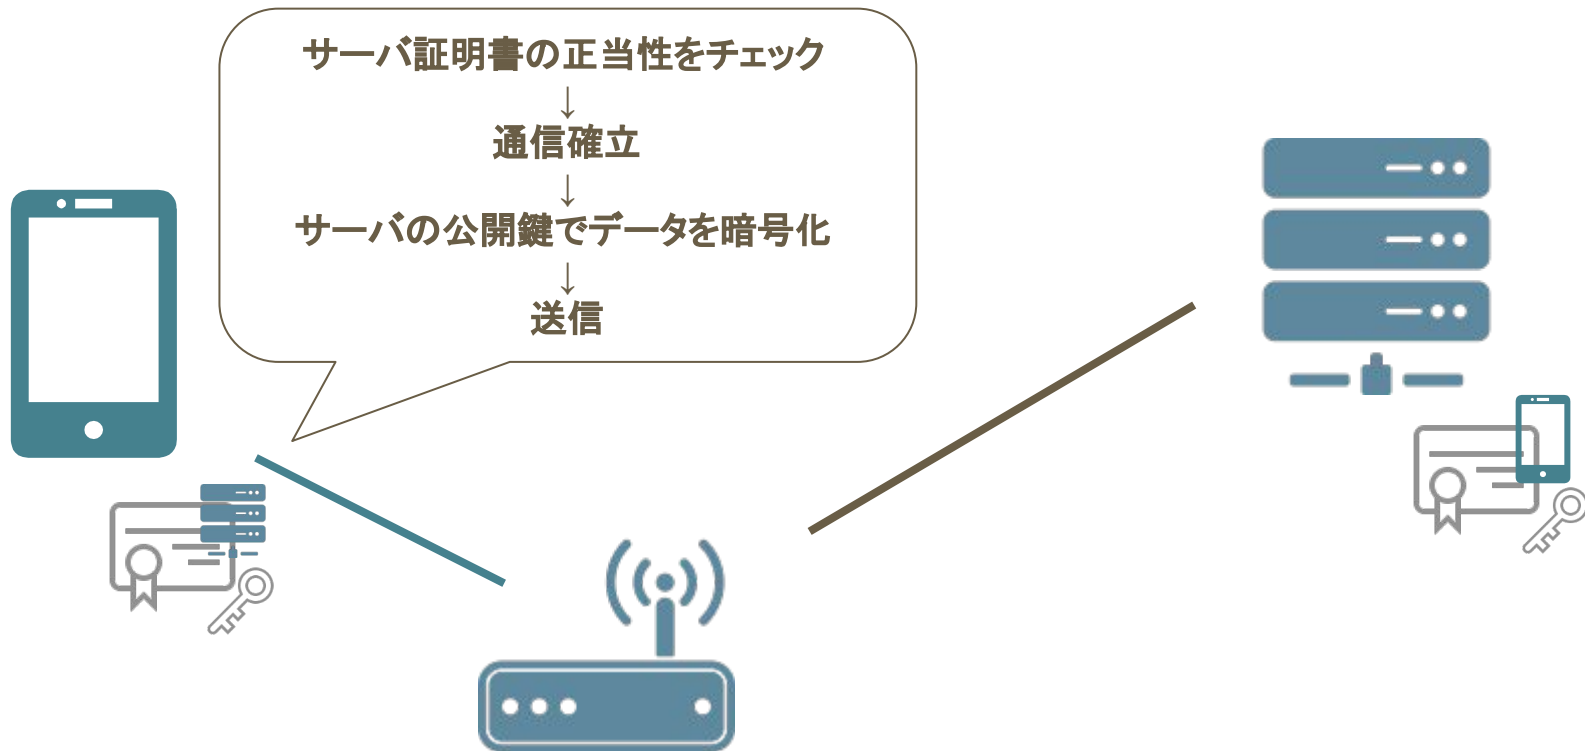 サーバ証明書の正当性をチェック
↓
通信確立
↓
サーバの公開鍵でデータを暗号化
↓
送信